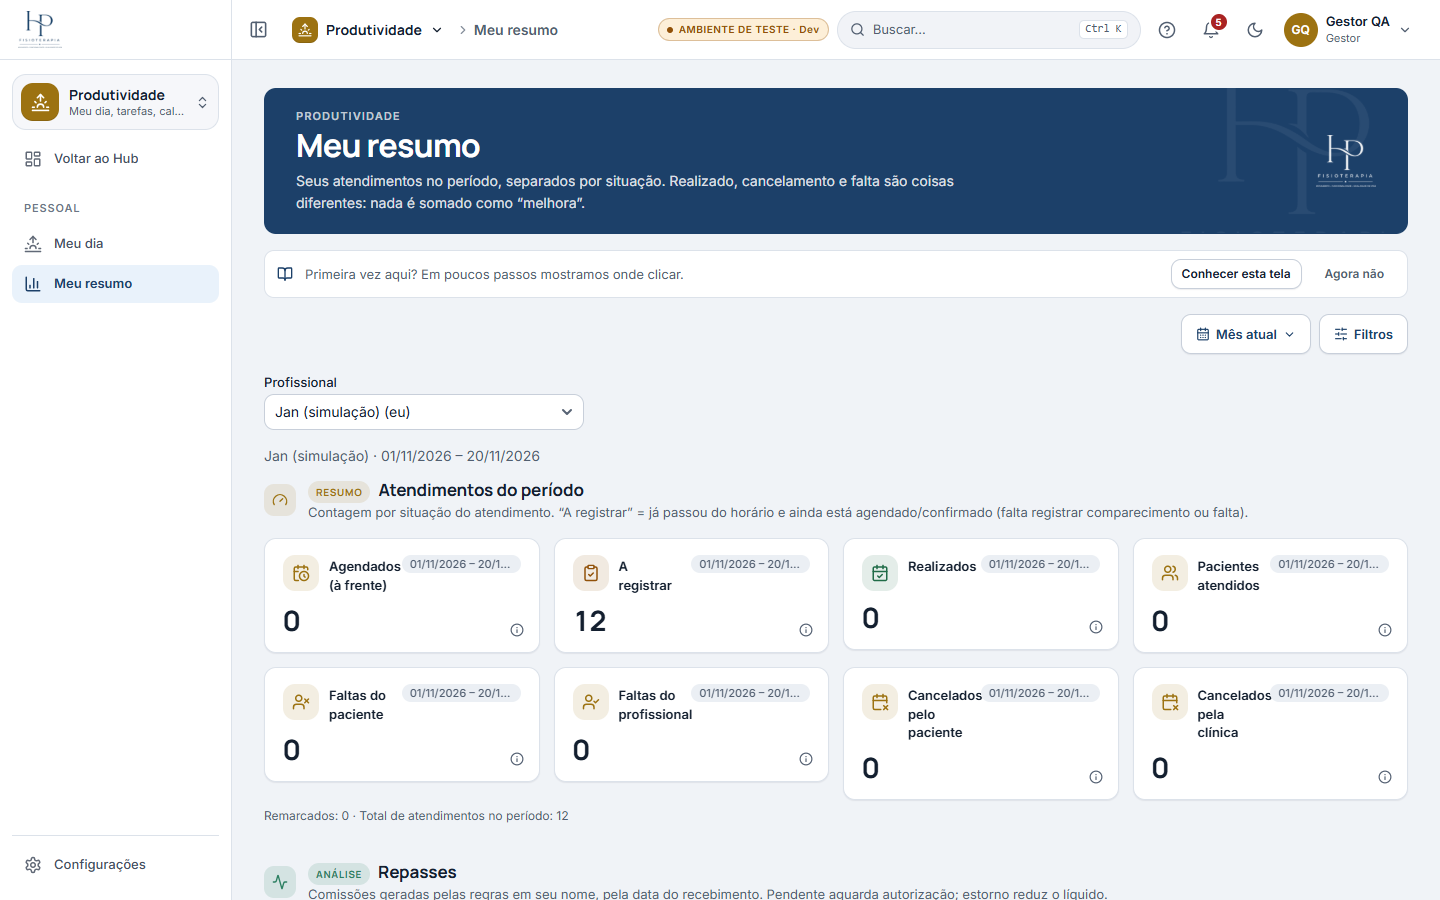 HP
FISIOTERAPIA
Produtividade
Meu resumo
AMBIENTE DE TESTE · Dev
Buscar...
Ctrl K
5
GQ
Gestor QA
Gestor
Produtividade
Meu dia, tarefas, cal...
Voltar ao Hub
PESSOAL
Meu dia
Meu resumo
Configurações
PRODUTIVIDADE
Meu resumo
Seus atendimentos no período, separados por situação. Realizado, cancelamento e falta são coisas
diferentes: nada é somado como “melhora”.
HP
FISIOTERAPIA
Primeira vez aqui? Em poucos passos mostramos onde clicar.
Conhecer esta tela
Agora não
Mês atual
Filtros
Profissional
Jan (simulação) (eu)
Jan (simulação) · 01/11/2026 – 20/11/2026
RESUMO
Atendimentos do período
Contagem por situação do atendimento. “A registrar” = já passou do horário e ainda está agendado/confirmado (falta registrar comparecimento ou falta).
Agendados
(à frente)
01/11/2026 – 20/1...
0
A
registrar
01/11/2026 – 20/1...
12
Realizados
01/11/2026 – 20/1...
0
Pacientes
atendidos
01/11/2026 – 20/1...
0
Faltas do
paciente
01/11/2026 – 20/1...
0
Faltas do
profissional
01/11/2026 – 20/1...
0
Cancelados
pelo
paciente
01/11/2026 – 20/1...
0
Cancelados
pela
clínica
01/11/2026 – 20/1...
0
Remarcados: 0 · Total de atendimentos no período: 12
ANÁLISE
Repasses
Comissões geradas pelas regras em seu nome, pela data do recebimento. Pendente aguarda autorização; estorno reduz o líquido.